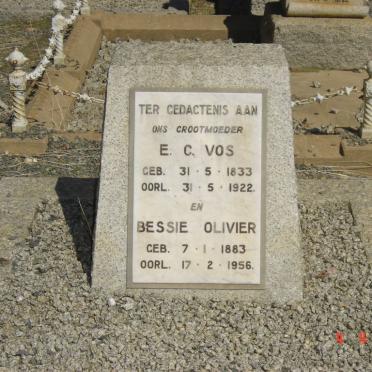 TER GEDACTENIS AAN
ONS GROOTMOEDER
E. C. VOS
GEB. 31·5·1833
OORL. 31·5·1922.
EN
BESSIE OLIVIER
GEB. 7·1·1883
OORL. 17·2·1956.